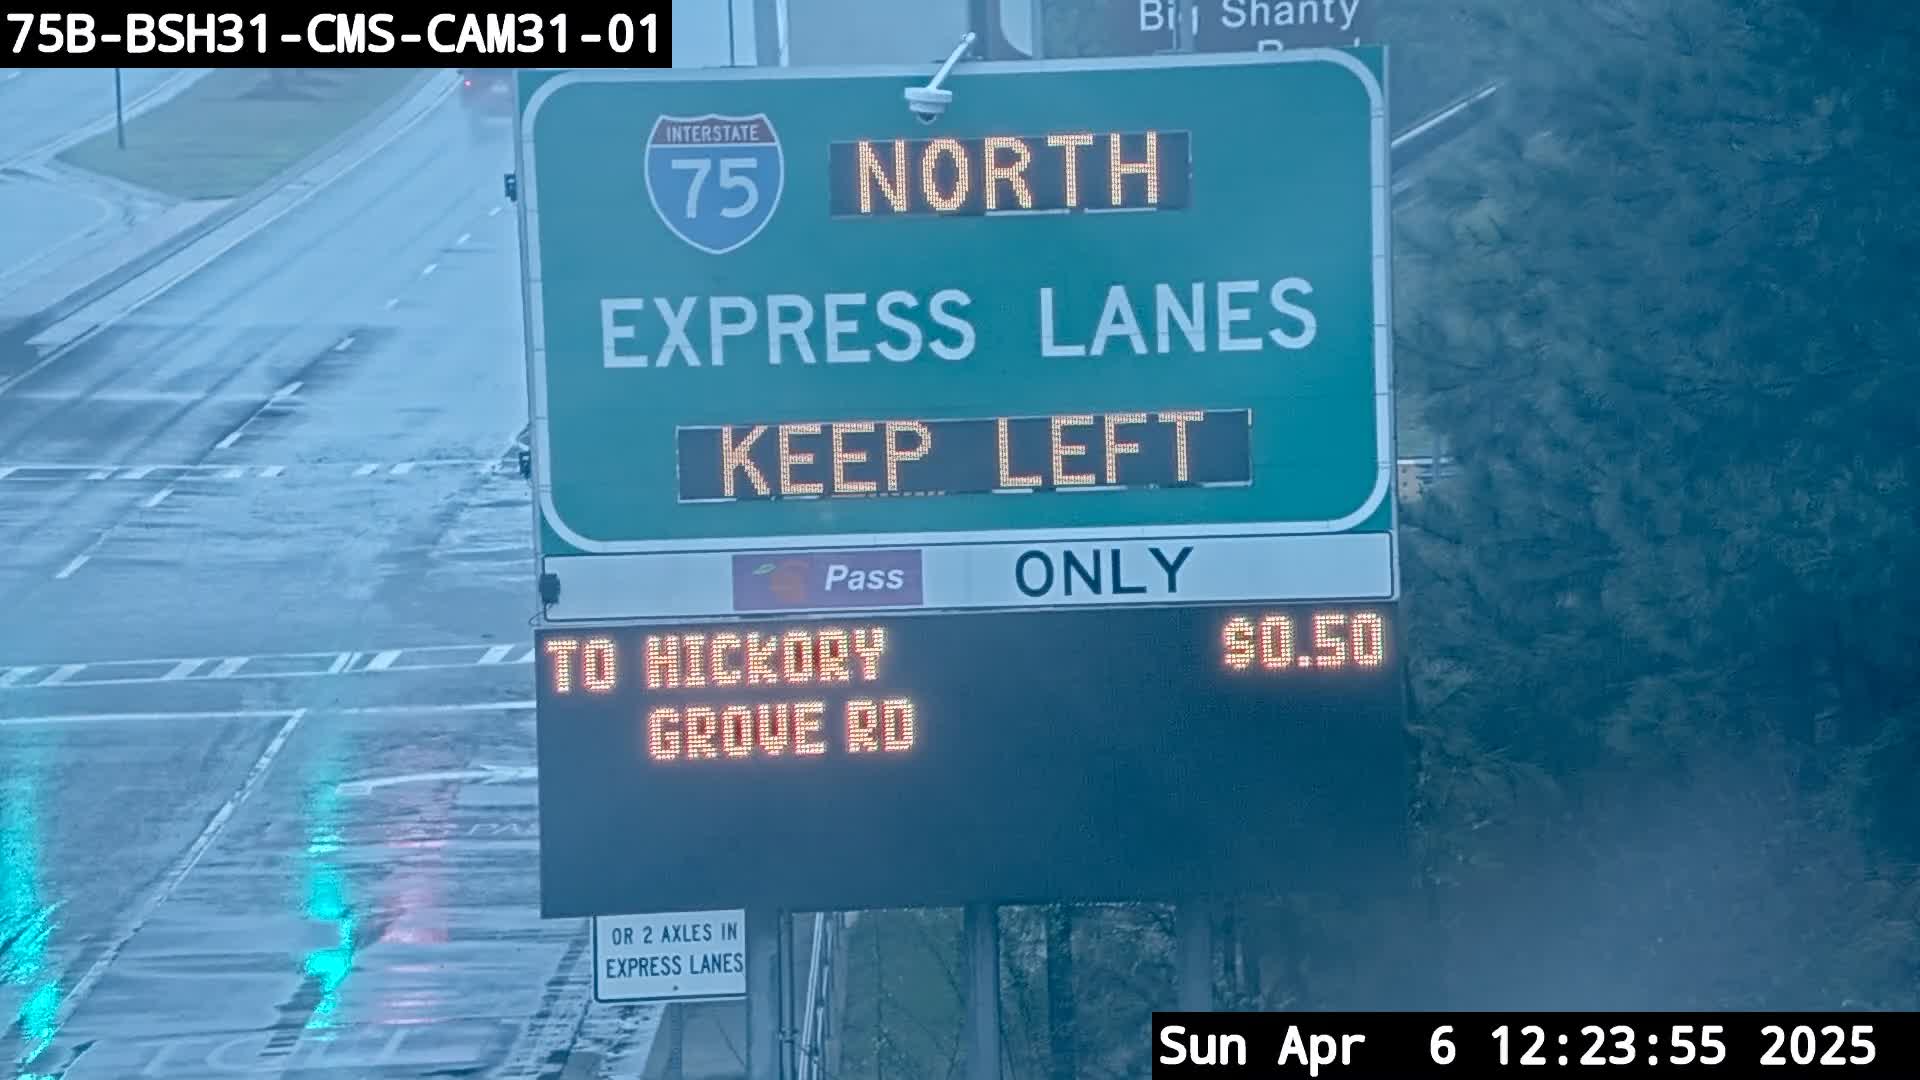 75B-BSH31-CMS-CAM31-01
Big Shanty
INTERSTATE
75
NORTH
EXPRESS LANES
KEEP LEFT
Pass
ONLY
TO HICKORY $0.50
GROVE RD
OR 2 AXLES IN
EXPRESS LANES
Sun Apr 6 12:23:55 2025